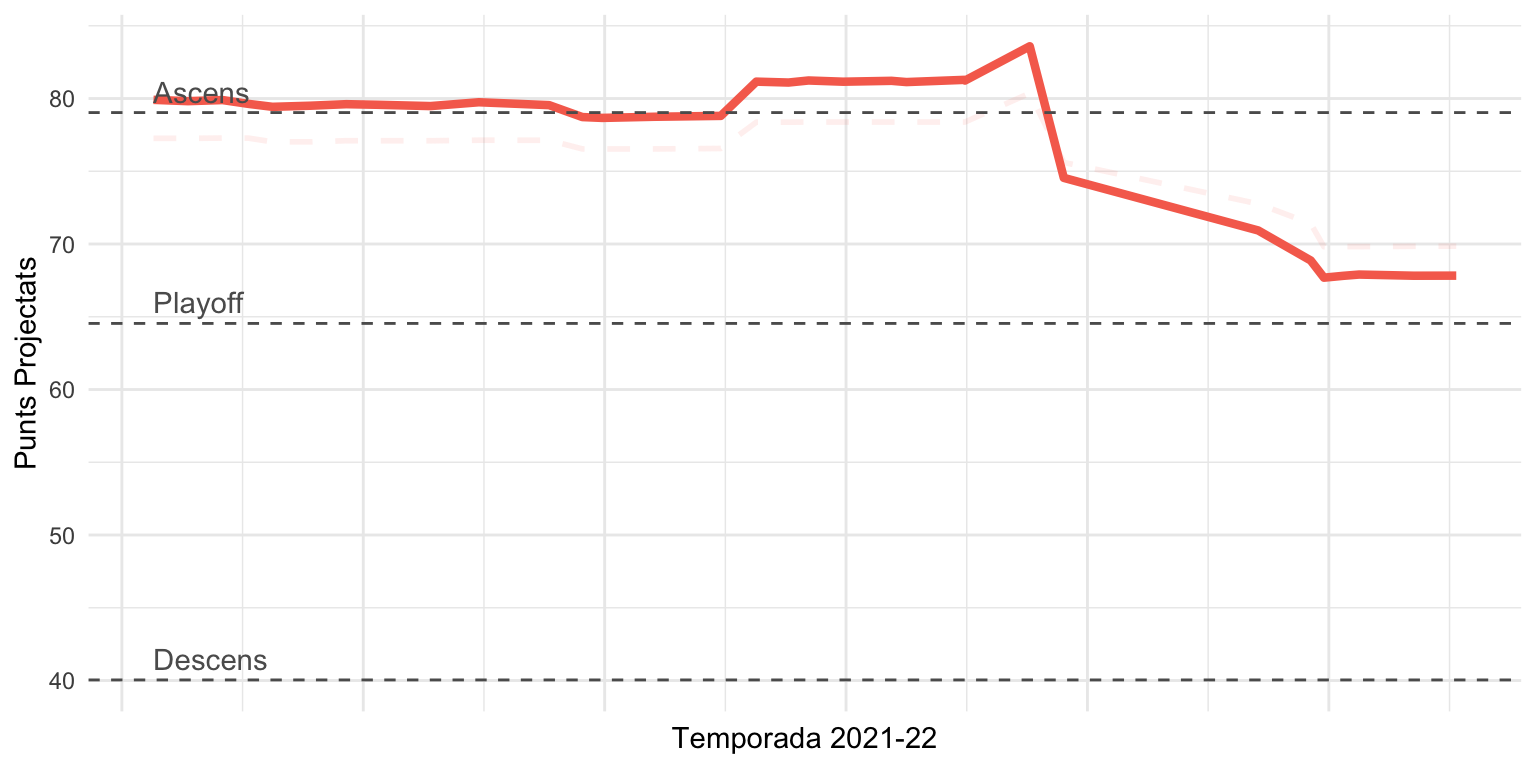 Ascens
80
70
Playoff
60
50
Descens
40
Punts Projectats
Temporada 2021-22